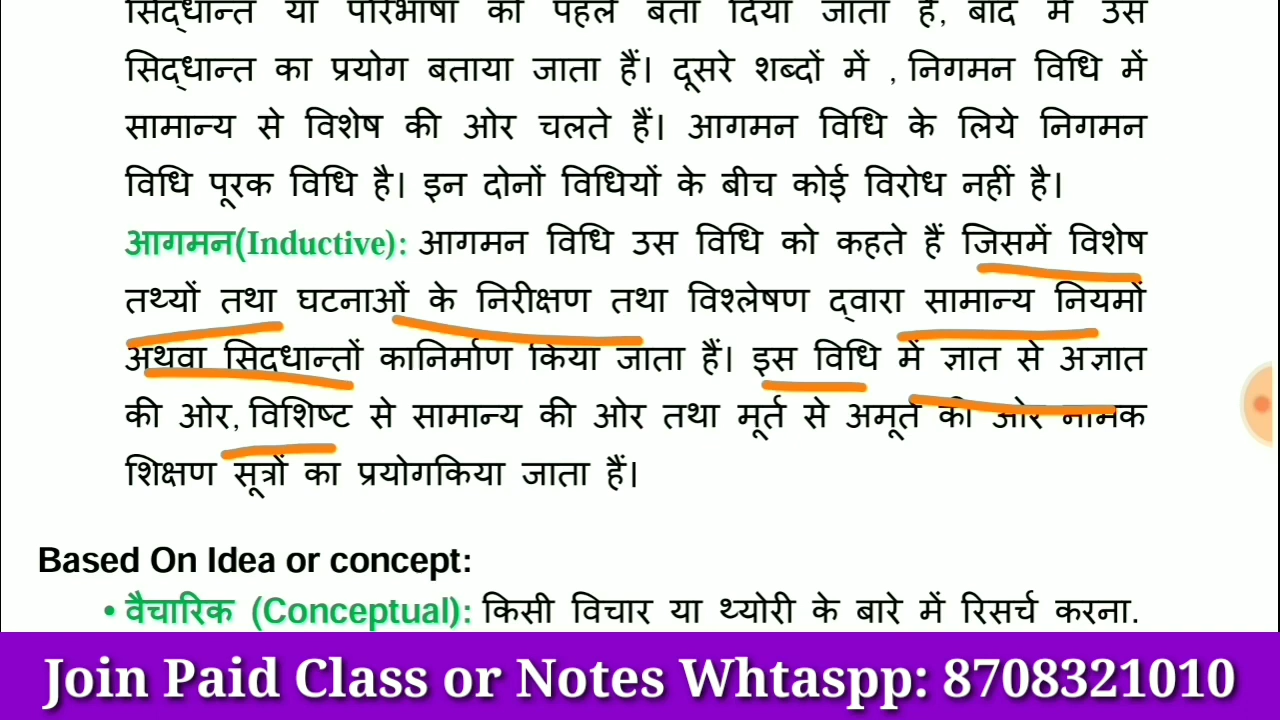 सिद्धान्त या परिभाषा को पहले बता दिया जाता है, बाद में उस
सिद्धान्त का प्रयोग बताया जाता हैं। दूसरे शब्दों में , निगमन विधि में
सामान्य से विशेष की ओर चलते हैं। आगमन विधि के लिये निगमन
विधि पूरक विधि है। इन दोनों विधियों के बीच कोई विरोध नहीं है।
आगमन(Inductive): आगमन विधि उस विधि को कहते हैं जिसमें विशेष
तथ्यों तथा घटनाओं के निरीक्षण तथा विश्लेषण द्वारा सामान्य नियमों
अथवा सिद्धान्तों कानिर्माण किया जाता हैं। इस विधि में ज्ञात से अज्ञात
की ओर, विशिष्ट से सामान्य की ओर तथा मूर्त से अमूर्त की ओर नामक
शिक्षण सूत्रों का प्रयोगकिया जाता हैं।
Based On Idea or concept:
• वैचारिक (Conceptual): किसी विचार या थ्योरी के बारे में रिसर्च करना.
Join Paid Class or Notes Whtaspp: 8708321010